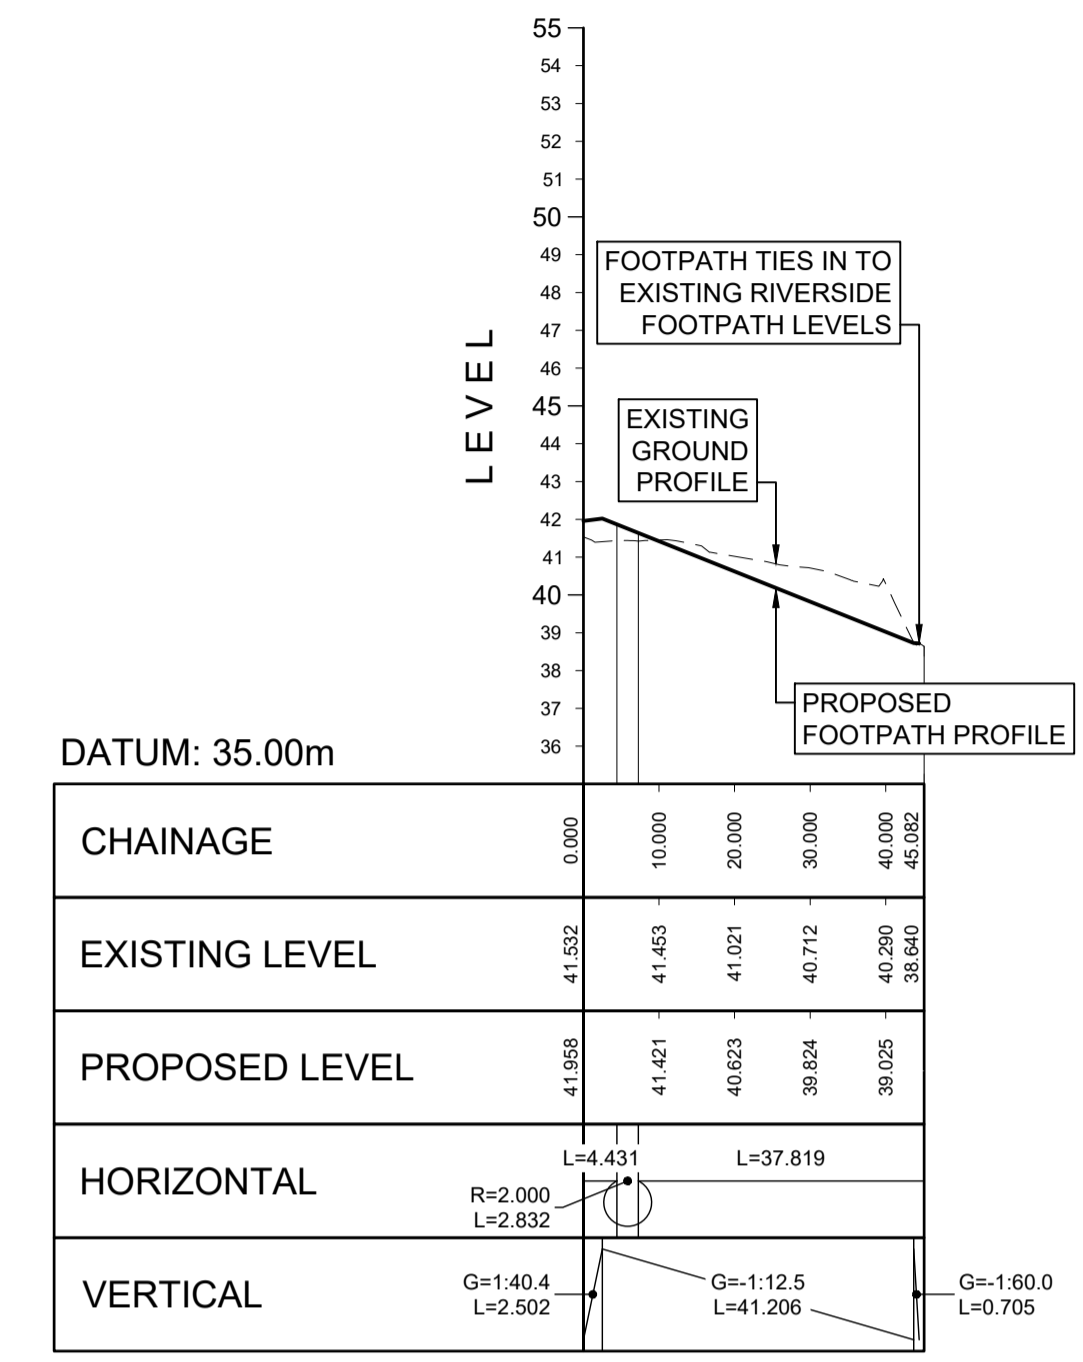 55
54
53
52
51
50
49
48
47
46
45
44
43
42
41
40
39
38
37
36
LEVEL
FOOTPATH TIES IN TO
EXISTING RIVERSIDE
FOOTPATH LEVELS
EXISTING
GROUND
PROFILE
PROPOSED
FOOTPATH PROFILE
DATUM: 35.00m
CHAINAGE
0.000
10.000
20.000
30.000
40.000
45.082
EXISTING LEVEL
41.532
41.453
41.021
40.712
40.290
38.640
PROPOSED LEVEL
41.958
41.421
40.623
39.824
39.025
HORIZONTAL
L=4.431
R=2.000
L=2.832
L=37.819
VERTICAL
G=1:40.4
L=2.502
G=-1:12.5
L=41.206
G=-1:60.0
L=0.705